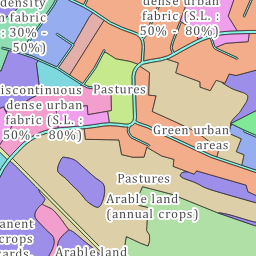 density
n fabric
: 30% -
50%)
dense urban
fabric (S.L. :
50% -  80%)
iscontinuous
dense urban
fabric (S.L. :
50% -  80%)
Pastures
Green urban
areas
Pastures
Arable land
(annual crops)
anent
crops
ards
Arable land